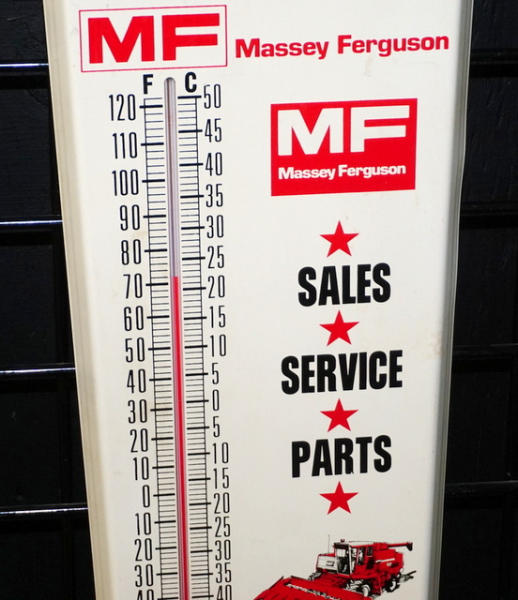 MF Massey Ferguson
F C
120 50
110 45
100 40
90 35
80 30
70 25
60 20
50 15
40 10
30 5
20 0
10 5
0 10
10 15
20 20
30 25
40 30
35
40
MF
Massey Ferguson
SALES
SERVICE
PARTS